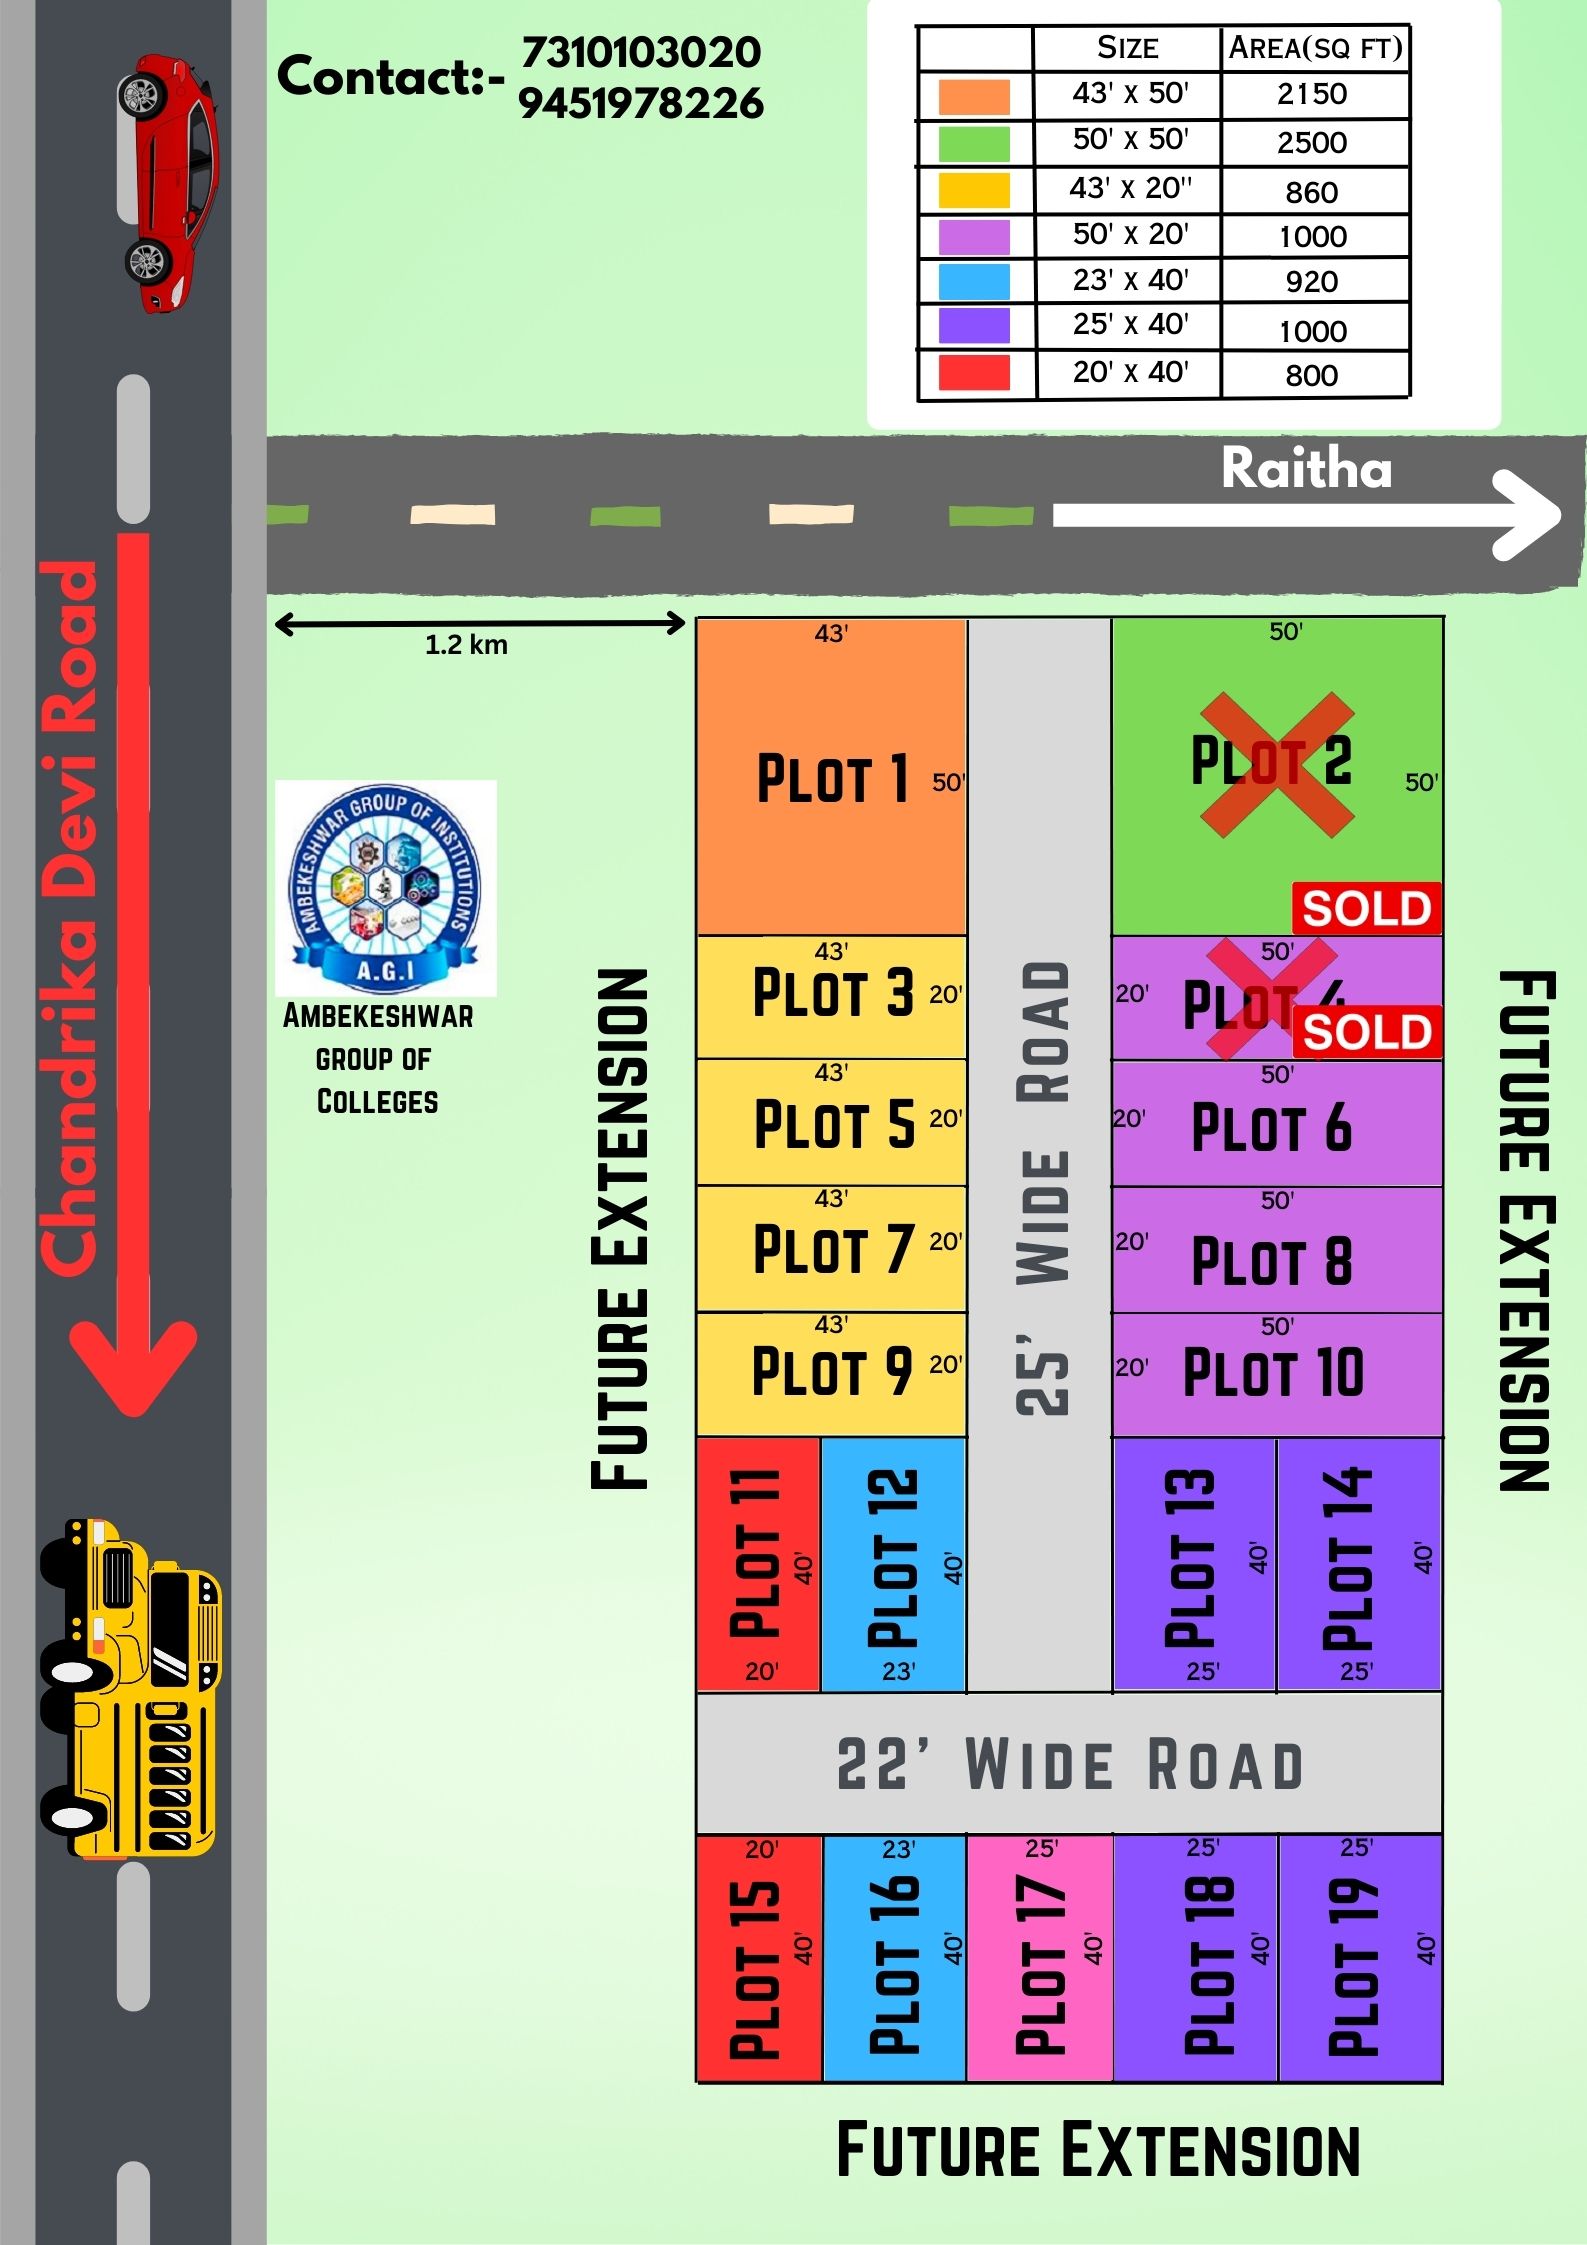 Contact:- 7310103020
9451978226
SIZE AREA(SQ FT)
43' X 50' 2150
50' X 50' 2500
43' X 20'' 860
50' X 20' 1000
23' X 40' 920
25' X 40' 1000
20' X 40' 800
Raitha
Chandrika Devi Road
1.2 km
AMBEKESHWAR GROUP OF INSTITUTIONS
A.G.I
AMBEKESHWAR
GROUP OF
COLLEGES
FUTURE EXTENSION
43'
PLOT 1 50'
50'
PLOT 2
50'
SOLD
43'
PLOT 3 20'
50'
20' PLOT 4
SOLD
43'
PLOT 5 20'
50'
20' PLOT 6
43'
PLOT 7 20'
50'
20' PLOT 8
43'
PLOT 9 20'
50'
20' PLOT 10
25' WIDE ROAD
FUTURE EXTENSION
PLOT 11
40'
20'
PLOT 12
40'
23'
PLOT 13
40'
25'
PLOT 14
40'
25'
22' WIDE ROAD
20'
PLOT 15
40'
23'
PLOT 16
40'
25'
PLOT 17
40'
25'
PLOT 18
40'
25'
PLOT 19
40'
FUTURE EXTENSION